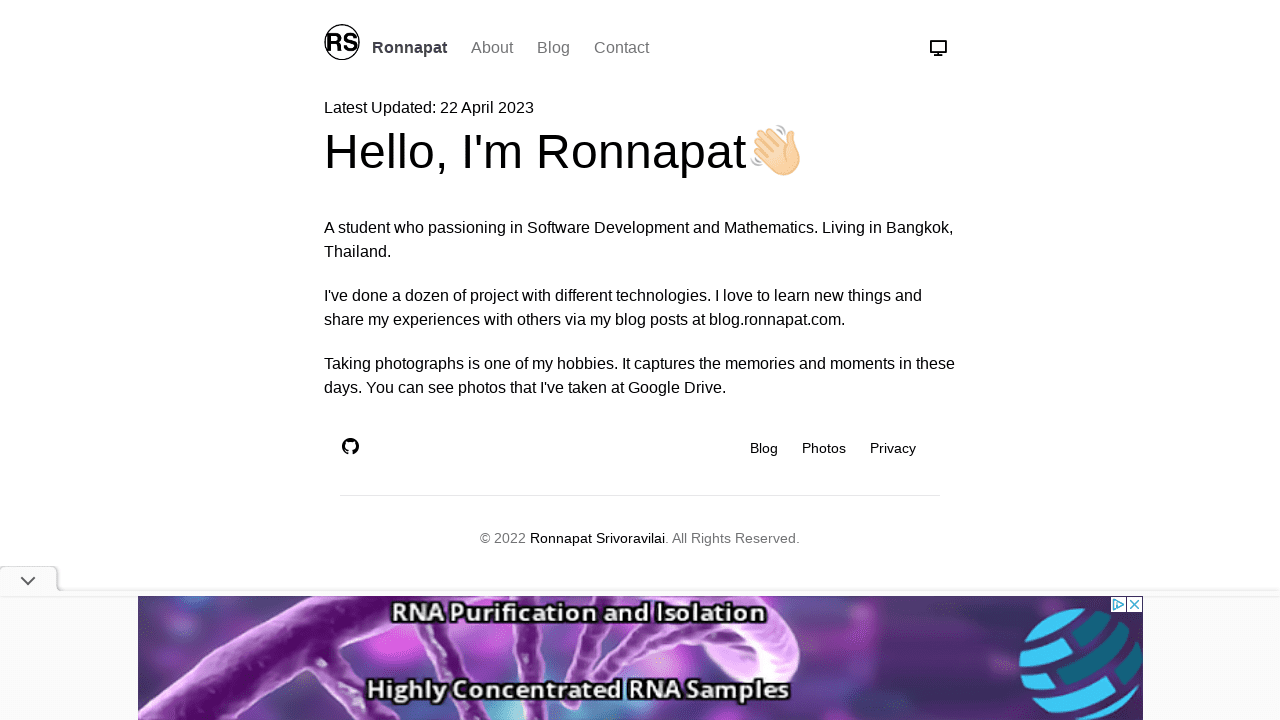 RS
Ronnapat About Blog Contact
Latest Updated: 22 April 2023
Hello, I'm Ronnapat👋🏻
A student who passioning in Software Development and Mathematics. Living in Bangkok,
Thailand.
I've done a dozen of project with different technologies. I love to learn new things and
share my experiences with others via my blog posts at blog.ronnapat.com.
Taking photographs is one of my hobbies. It captures the memories and moments in these
days. You can see photos that I've taken at Google Drive.
Blog Photos Privacy
© 2022 Ronnapat Srivoravilai. All Rights Reserved.
RNA Purification and Isolation
Highly Concentrated RNA Samples